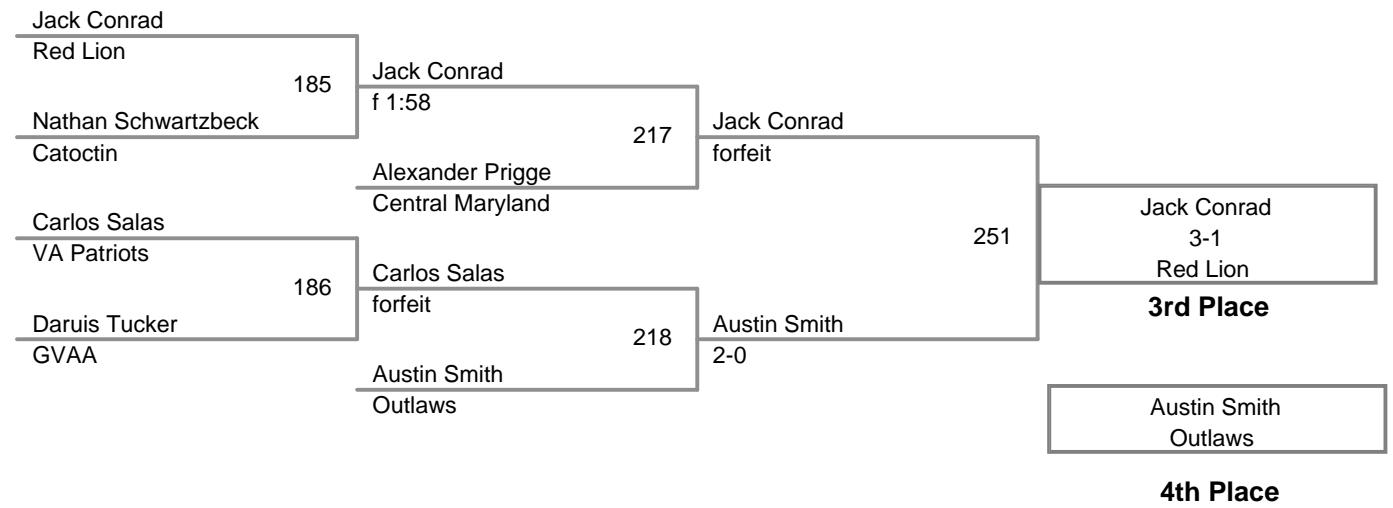 Jack Conrad
Red Lion
185
Nathan Schwartzbeck
Catoctin
Carlos Salas
VA Patriots
186
Daruis Tucker
GVAA
Jack Conrad
f 1:58
217
Alexander Prigge
Central Maryland
Carlos Salas
forfeit
218
Austin Smith
Outlaws
Jack Conrad
forfeit
251
Austin Smith
2-0
Jack Conrad
3-1
Red Lion
3rd Place
Austin Smith
Outlaws
4th Place